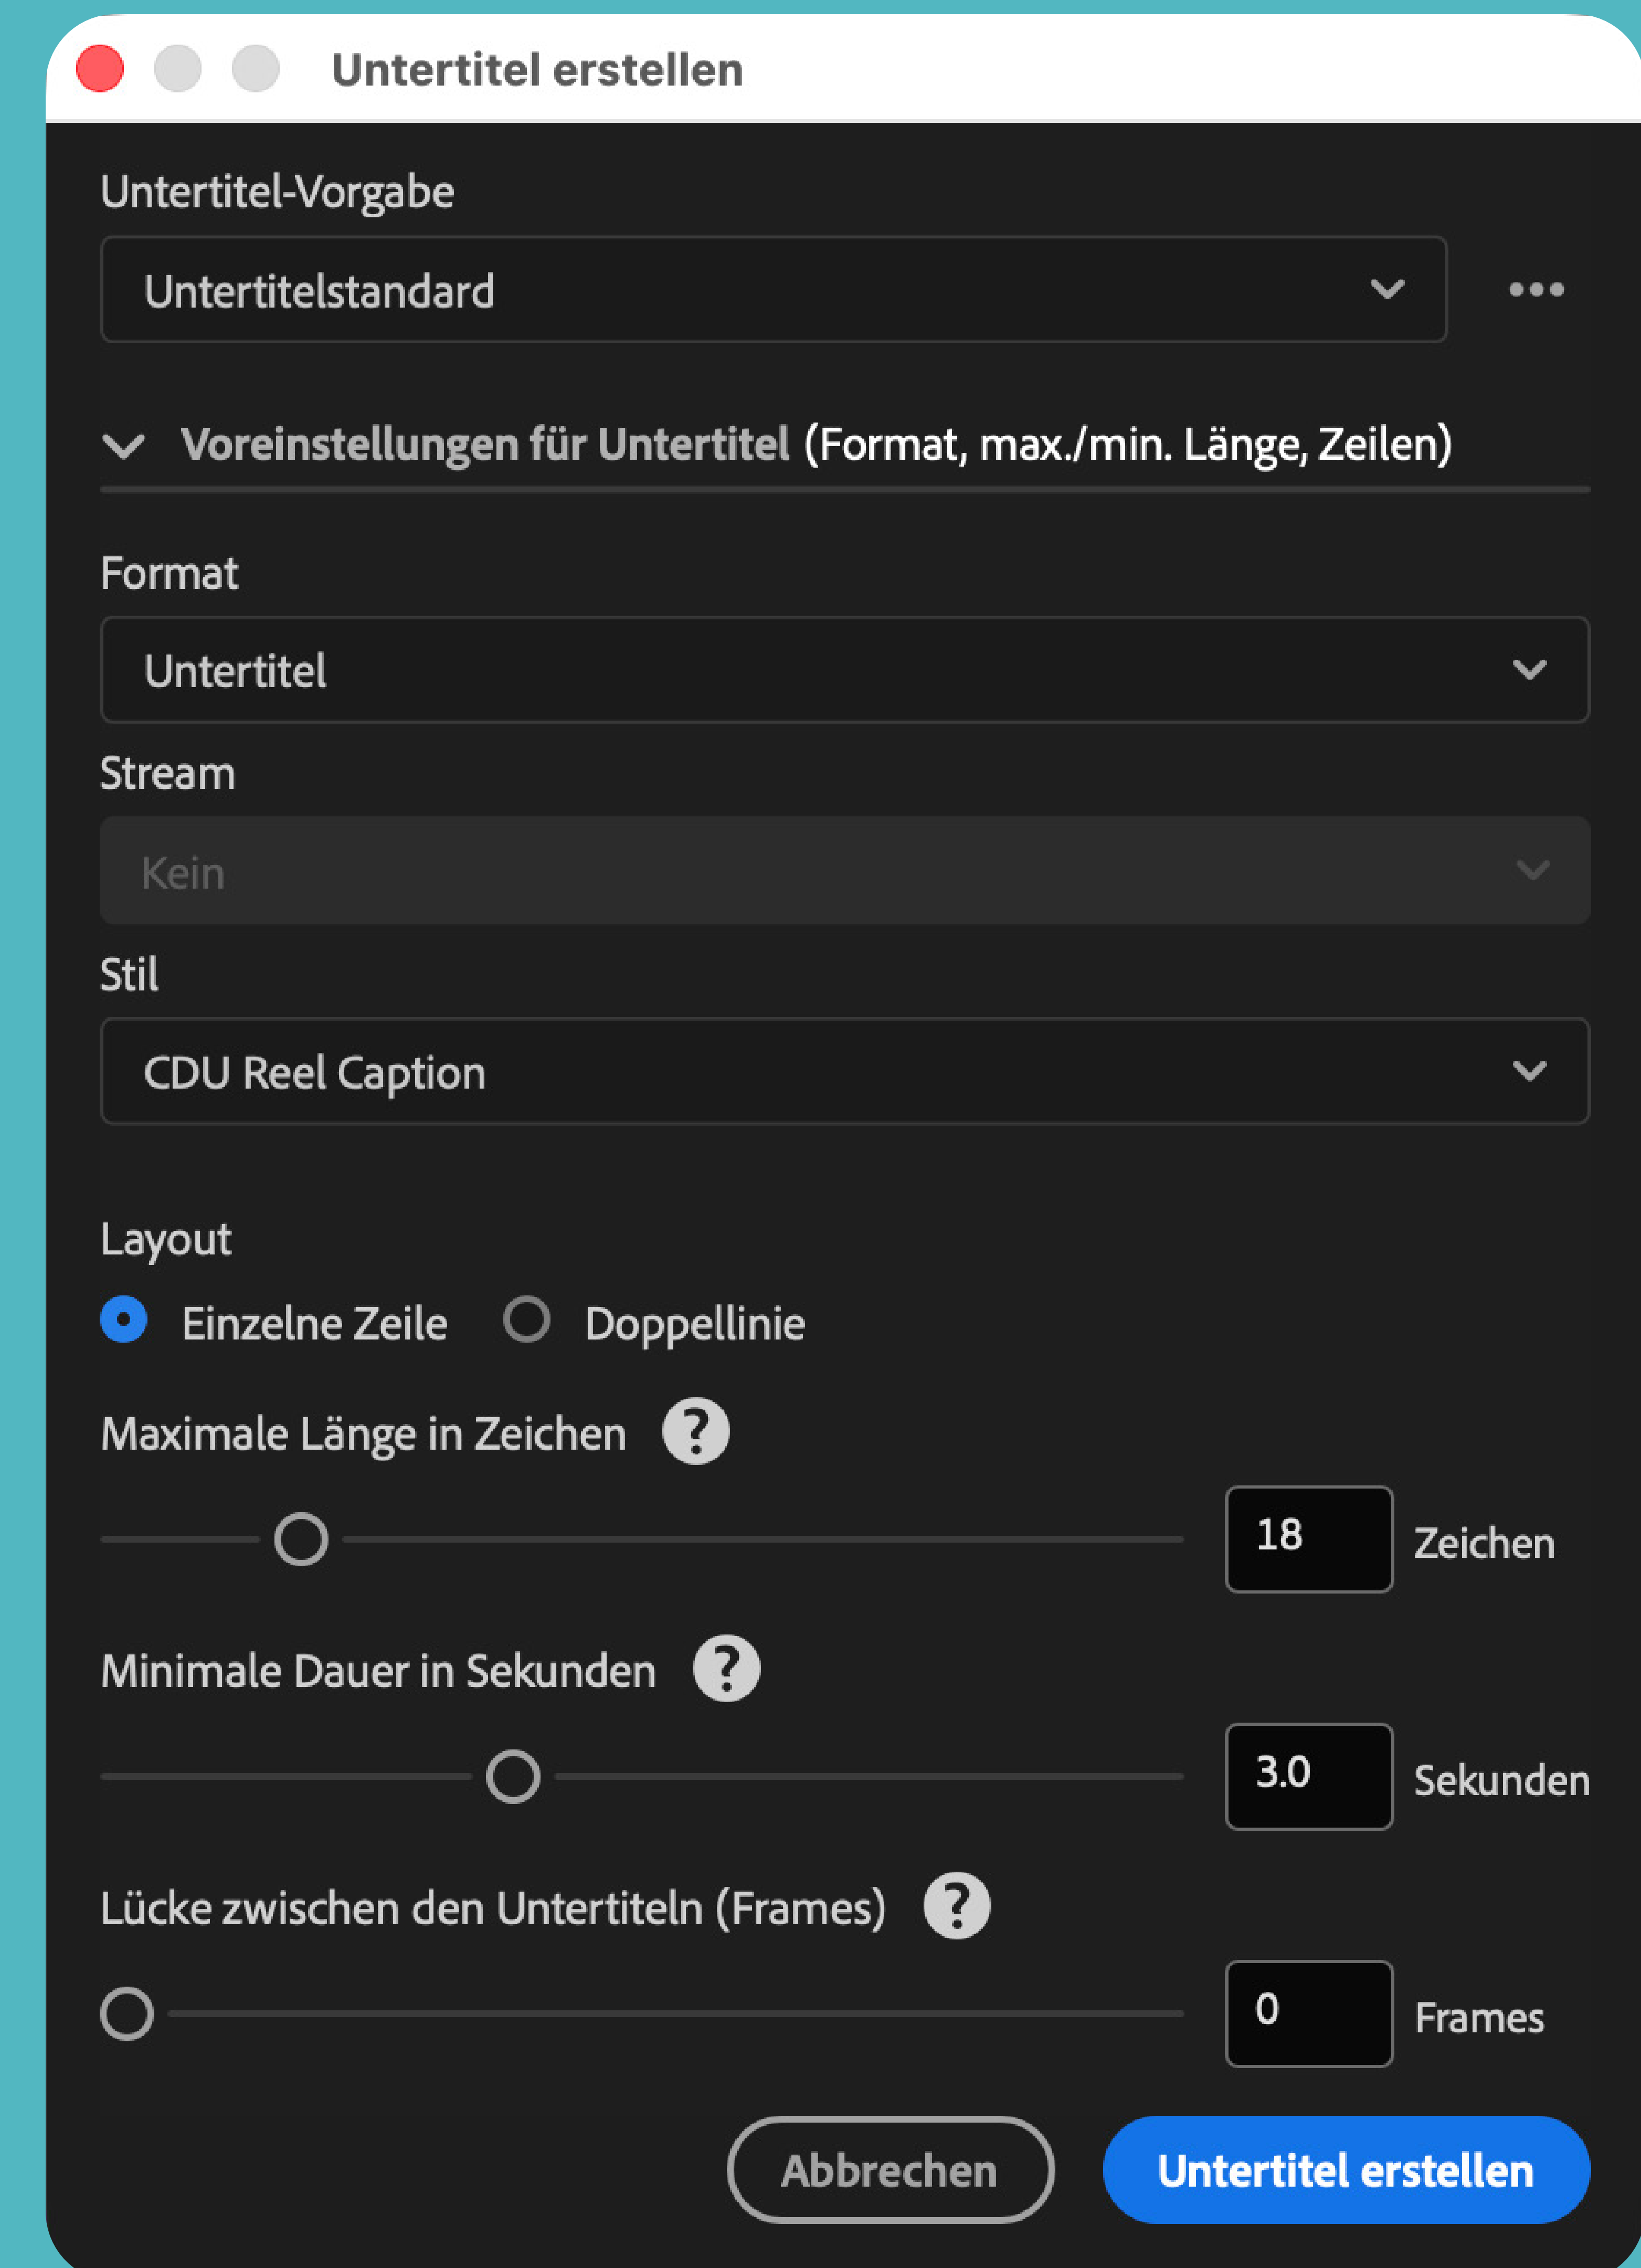 Untertitel erstellen
Untertitel-Vorgabe
Untertitelstandard
Voreinstellungen für Untertitel (Format, max./min. Länge, Zeilen)
Format
Untertitel
Stream
Kein
Stil
CDU Reel Caption
Layout
Einzelne Zeile Doppellinie
Maximale Länge in Zeichen ?
18 Zeichen
Minimale Dauer in Sekunden ?
3.0 Sekunden
Lücke zwischen den Untertiteln (Frames) ?
0 Frames
Abbrechen Untertitel erstellen